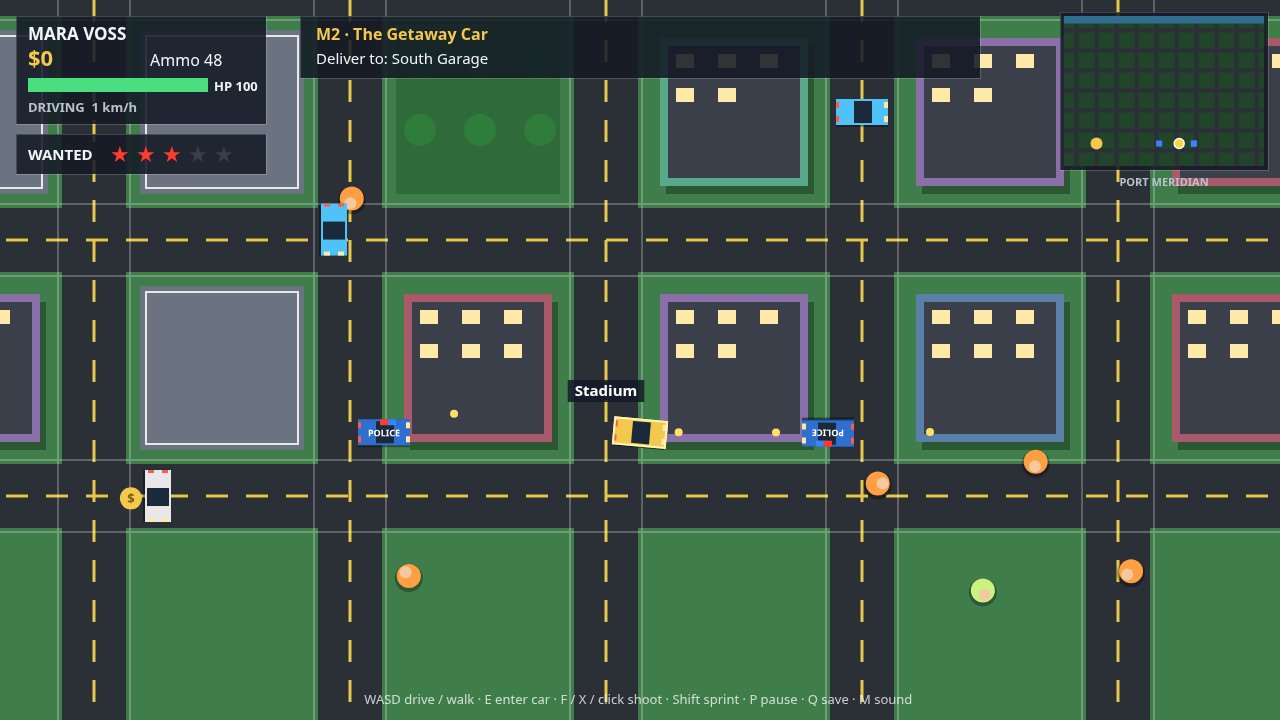 MARA VOSS
$0
Ammo 48
HP 100
DRIVING 1 km/h
WANTED
M2 · The Getaway Car
Deliver to: South Garage
PORT MERIDIAN
Stadium
POLICE
POLICE
$
WASD drive / walk · E enter car · F / X / click shoot · Shift sprint · P pause · Q save · M sound